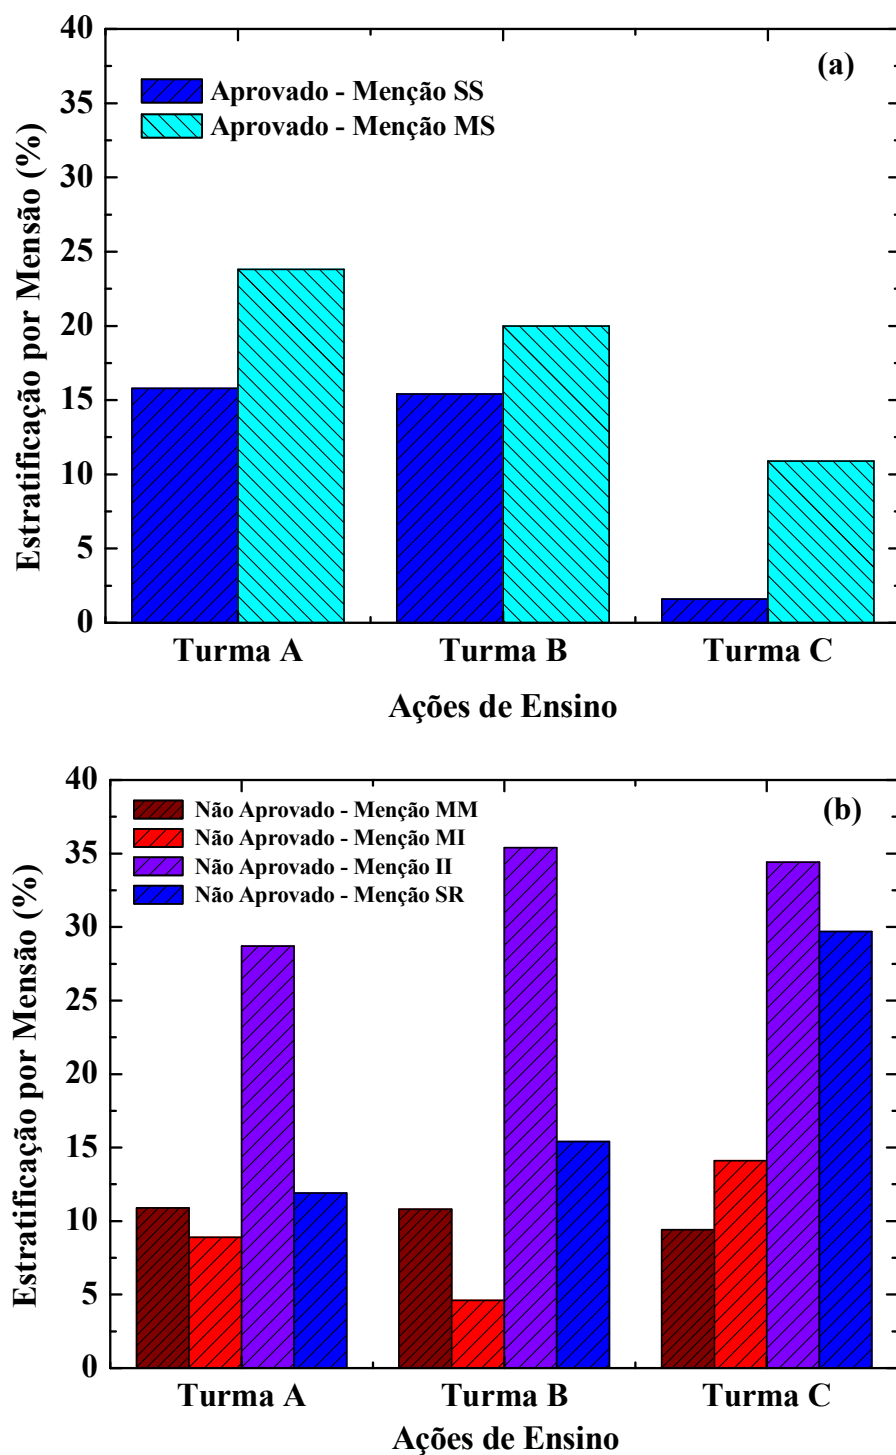 (a)
Aprovado - Menção SS
Aprovado - Menção MS
Estratificação por Mensão (%)
40
35
30
25
20
15
10
5
0
Turma A Turma B Turma C
Ações de Ensino
(b)
Não Aprovado - Menção MM
Não Aprovado - Menção MI
Não Aprovado - Menção II
Não Aprovado - Menção SR
Estratificação por Mensão (%)
40
35
30
25
20
15
10
5
0
Turma A Turma B Turma C
Ações de Ensino